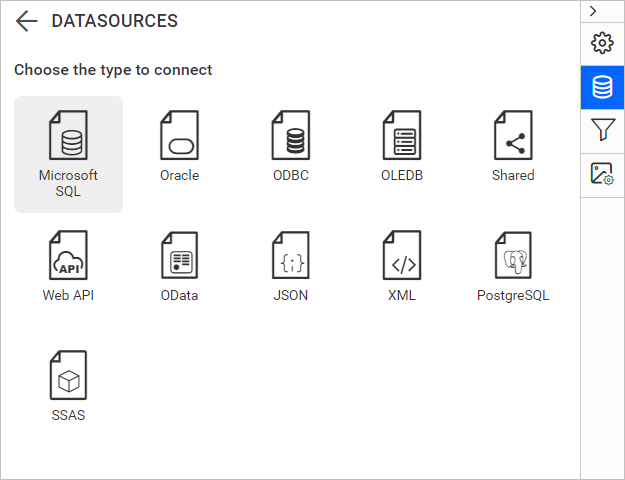 DATASOURCES
Choose the type to connect
Microsoft
SQL
Oracle
ODBC
OLEDB
Shared
API
Web API
OData
JSON
XML
PostgreSQL
SSAS